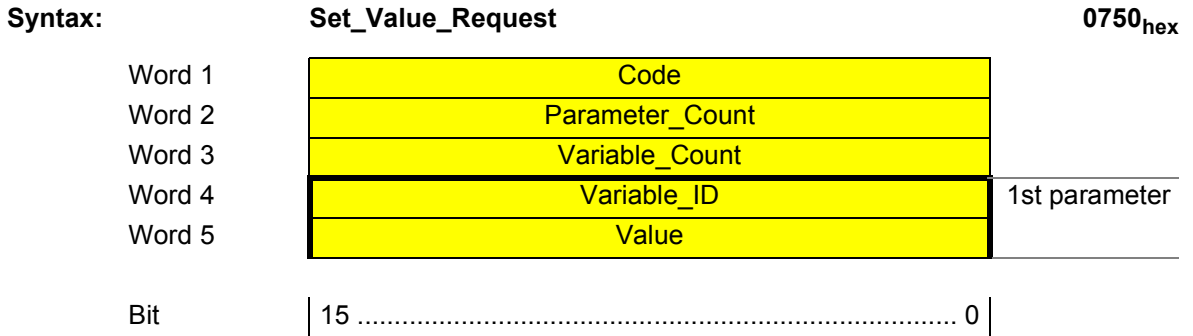 Syntax: Set_Value_Request 0750hex
Word 1 Code
Word 2 Parameter_Count
Word 3 Variable_Count
Word 4 Variable_ID 1st parameter
Word 5 Value
Bit 15 .............................................................................. 0